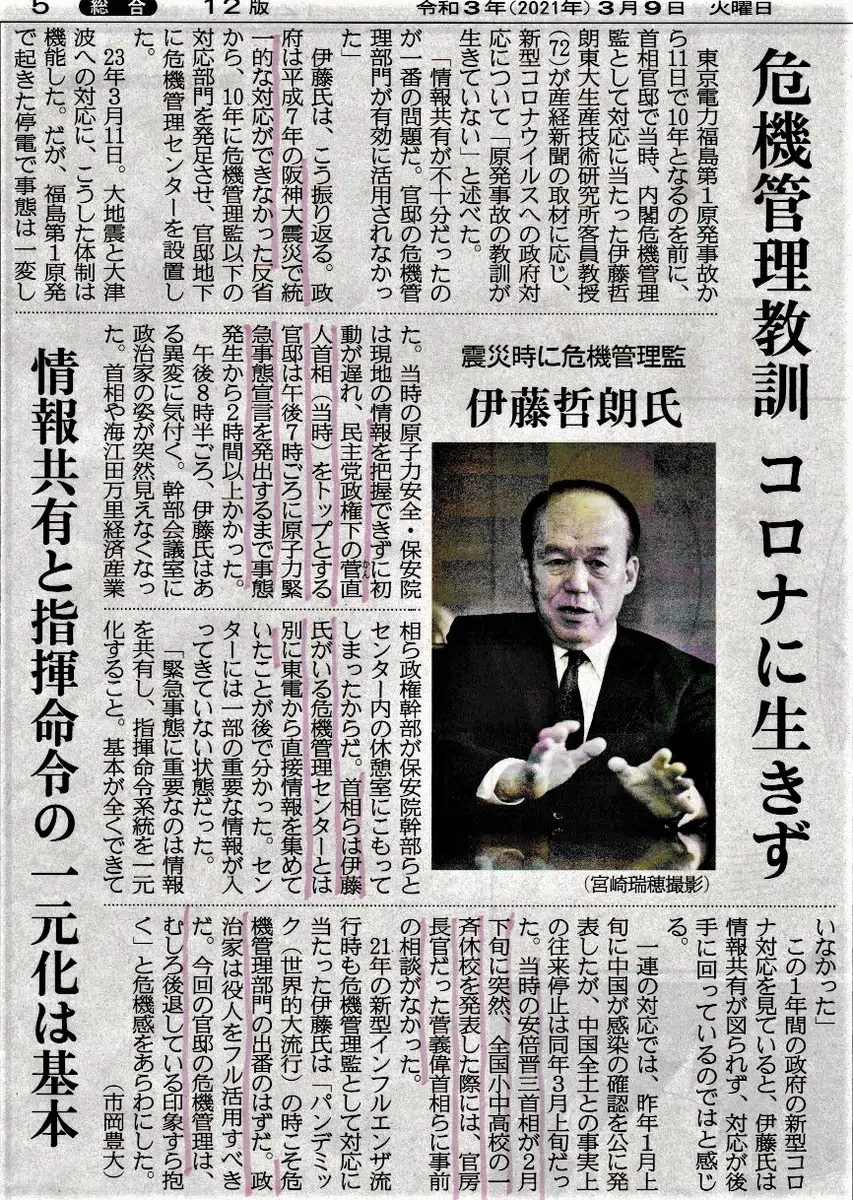 5 総合 12版 令和3年(2021年)3月9日 火曜日
危機管理教訓 コロナに生きず
情報共有と指揮命令の一元化は基本
震災時に危機管理監
伊藤哲朗氏
(宮崎瑞穂撮影)
東京電力福島第1原発事故か
ら11日で10年となるのを前に、
首相官邸で当時、内閣危機管理
監として対応に当たった伊藤哲
朗東大生産技術研究所客員教授
(72)が産経新聞の取材に応じ、
新型コロナウイルスへの政府対
応について「原発事故の教訓が
生きていない」と述べた。
「情報共有が不十分だったの
が一番の問題だ。官邸の危機管
理部門が有効に活用されなかっ
た」
伊藤氏は、こう振り返る。政
府は平成7年の阪神大震災で統
一的な対応ができなかった反省
から、10年に危機管理監以下の
対応部門を発足させ、官邸地下
に危機管理センターを設置し
た。
23年3月11日。大地震と大津
波への対応に、こうした体制は
機能した。だが、福島第1原発
で起きた停電で事態は一変し
た。当時の原子力安全・保安院
は現地の情報を把握できずに初
動が遅れ、民主党政権下の菅直
かん
人首相(当時)をトップとする
官邸は午後7時ごろに原子力緊
急事態宣言を発出するまで事態
発生から2時間以上かかった。
午後8時半ごろ、伊藤氏はあ
る異変に気付く。幹部会議室に
政治家の姿が突然見えなくなっ
た。首相や海江田万里経済産業
相ら政権幹部が保安院幹部らと
センター内の休憩室にこもって
しまったからだ。首相らは伊藤
氏がいる危機管理センターとは
別に東電から直接情報を集めて
いたことが後で分かった。セン
ターには一部の重要な情報が入
ってきていない状態だった。
「緊急事態に重要なのは情報
を共有し、指揮命令系統を一元
化すること。基本が全くできて
いなかった」
この1年間の政府の新型コロ
ナ対応を見ていると、伊藤氏は
情報共有が図られず、対応が後
手に回っているのではと感じ
る。
一連の対応では、昨年1月上
旬に中国が感染の確認を公に発
表したが、中国全土との事実上
の往来停止は同年3月上旬だっ
た。当時の安倍晋三首相が2月
下旬に突然、全国小中高校の一
斉休校を発表した際には、官房
長官だった菅義偉首相らに事前
の相談がなかった。
21年の新型インフルエンザ流
行時も危機管理監として対応に
当たった伊藤氏は「パンデミッ
ク(世界的大流行)の時こそ危
機管理部門の出番のはずだ。政
治家は役人をフル活用すべき
だ。今回の官邸の危機管理は、
むしろ後退している印象すら抱
く」と危機感をあらわにした。
(市岡豊大)